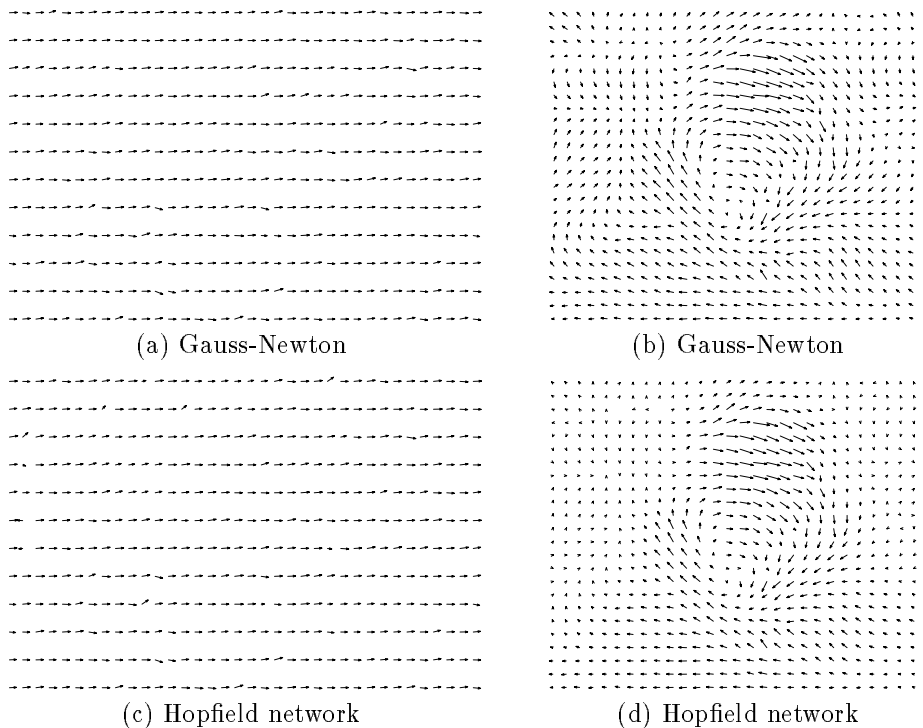 (a) Gauss-Newton
(b) Gauss-Newton
(c) Hopfield network
(d) Hopfield network